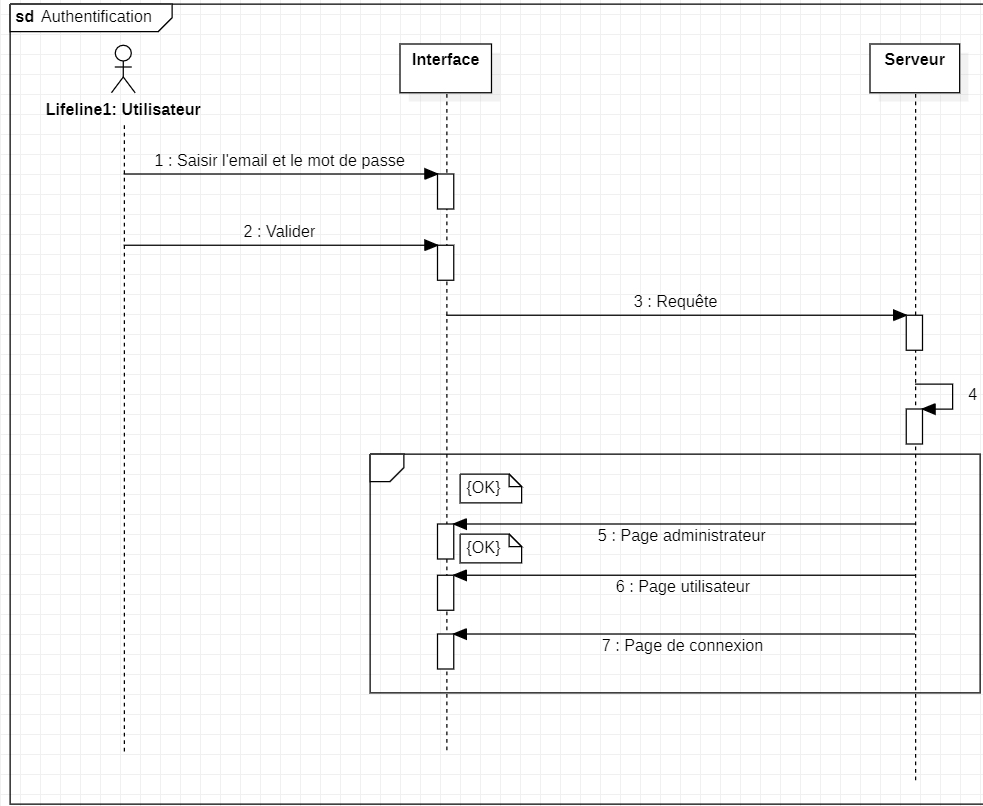 sd Authentification
Lifeline1: Utilisateur
Interface
Serveur
1 : Saisir l'email et le mot de passe
2 : Valider
3 : Requête
4
{OK}
5 : Page administrateur
{OK}
6 : Page utilisateur
7 : Page de connexion